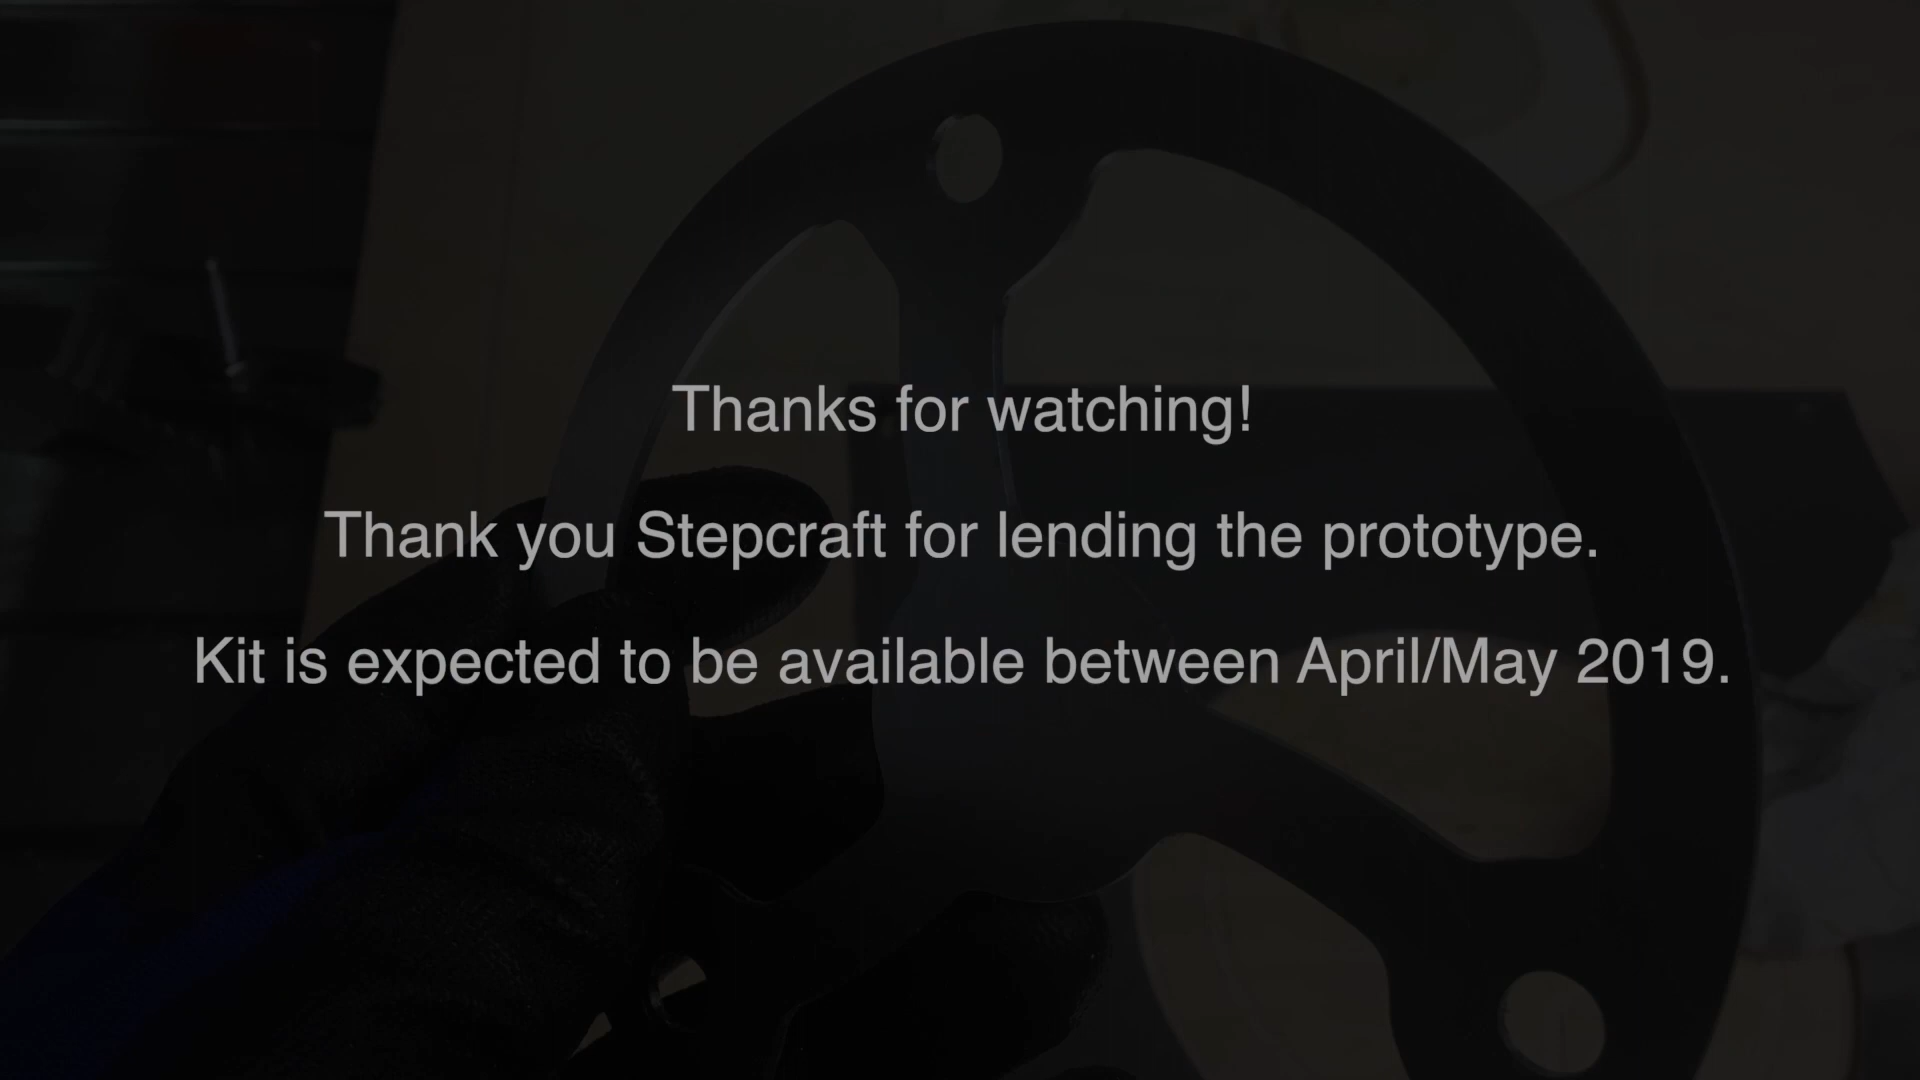 Thanks for watching!
Thank you Stepcraft for lending the prototype.
Kit is expected to be available between April/May 2019.